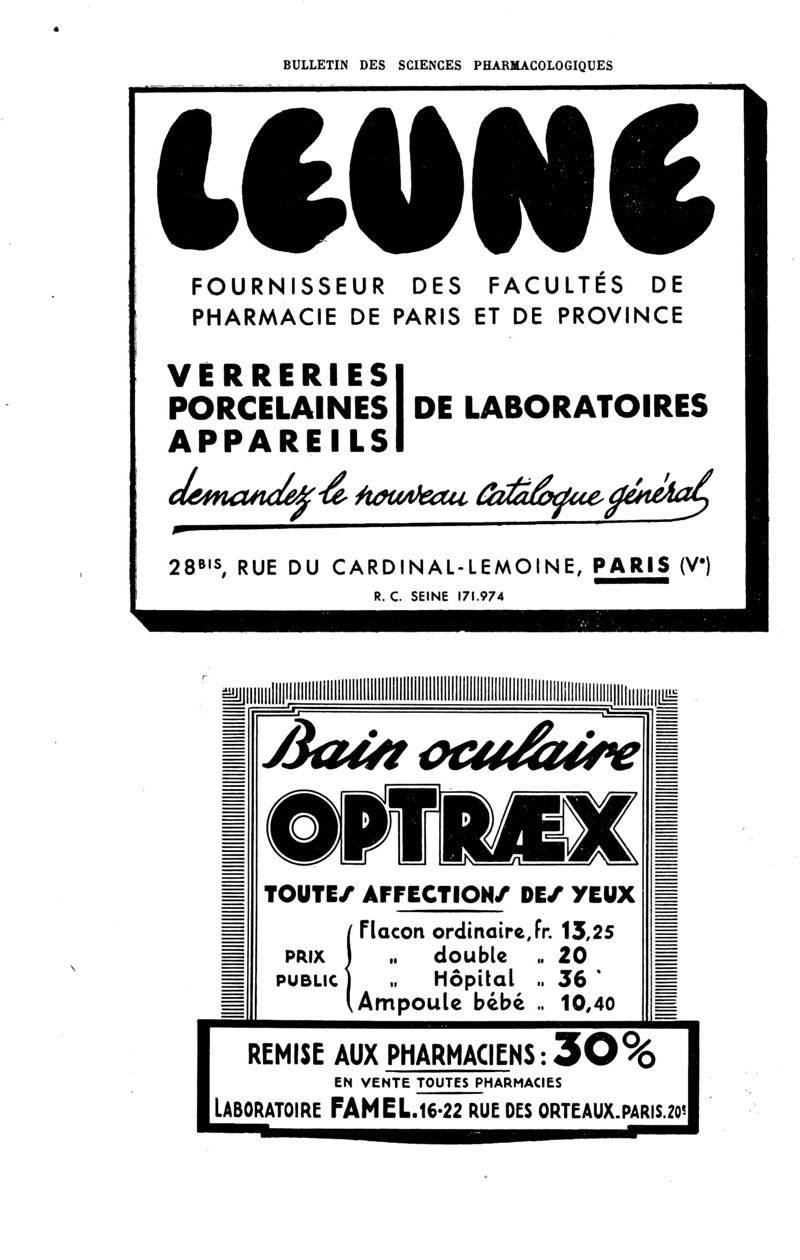 BULLETIN DES SCIENCES PHARMACOLOGIQUES
LEUNE
FOURNISSEUR DES FACULTÉS DE
PHARMACIE DE PARIS ET DE PROVINCE
VERRERIES
PORCELAINES DE LABORATOIRES
APPAREILS
demandez le nouveau catalogue général
28BIS, RUE DU CARDINAL-LEMOINE, PARIS (Ve)
R. C. SEINE 171.974
Bain oculaire
OPTRÆX
TOUTES AFFECTIONS DES YEUX
Flacon ordinaire, fr. 13,25
PRIX „ double „ 20
PUBLIC „ Hôpital „ 36
Ampoule bébé „ 10,40
REMISE AUX PHARMACIENS: 30%
EN VENTE TOUTES PHARMACIES
LABORATOIRE FAMEL.16-22 RUE DES ORTEAUX.PARIS.20e